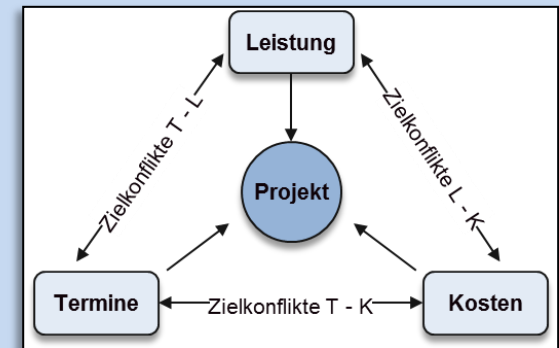 Leistung
Zielkonflikte T - L
Zielkonflikte L - K
Projekt
Termine
Zielkonflikte T - K
Kosten